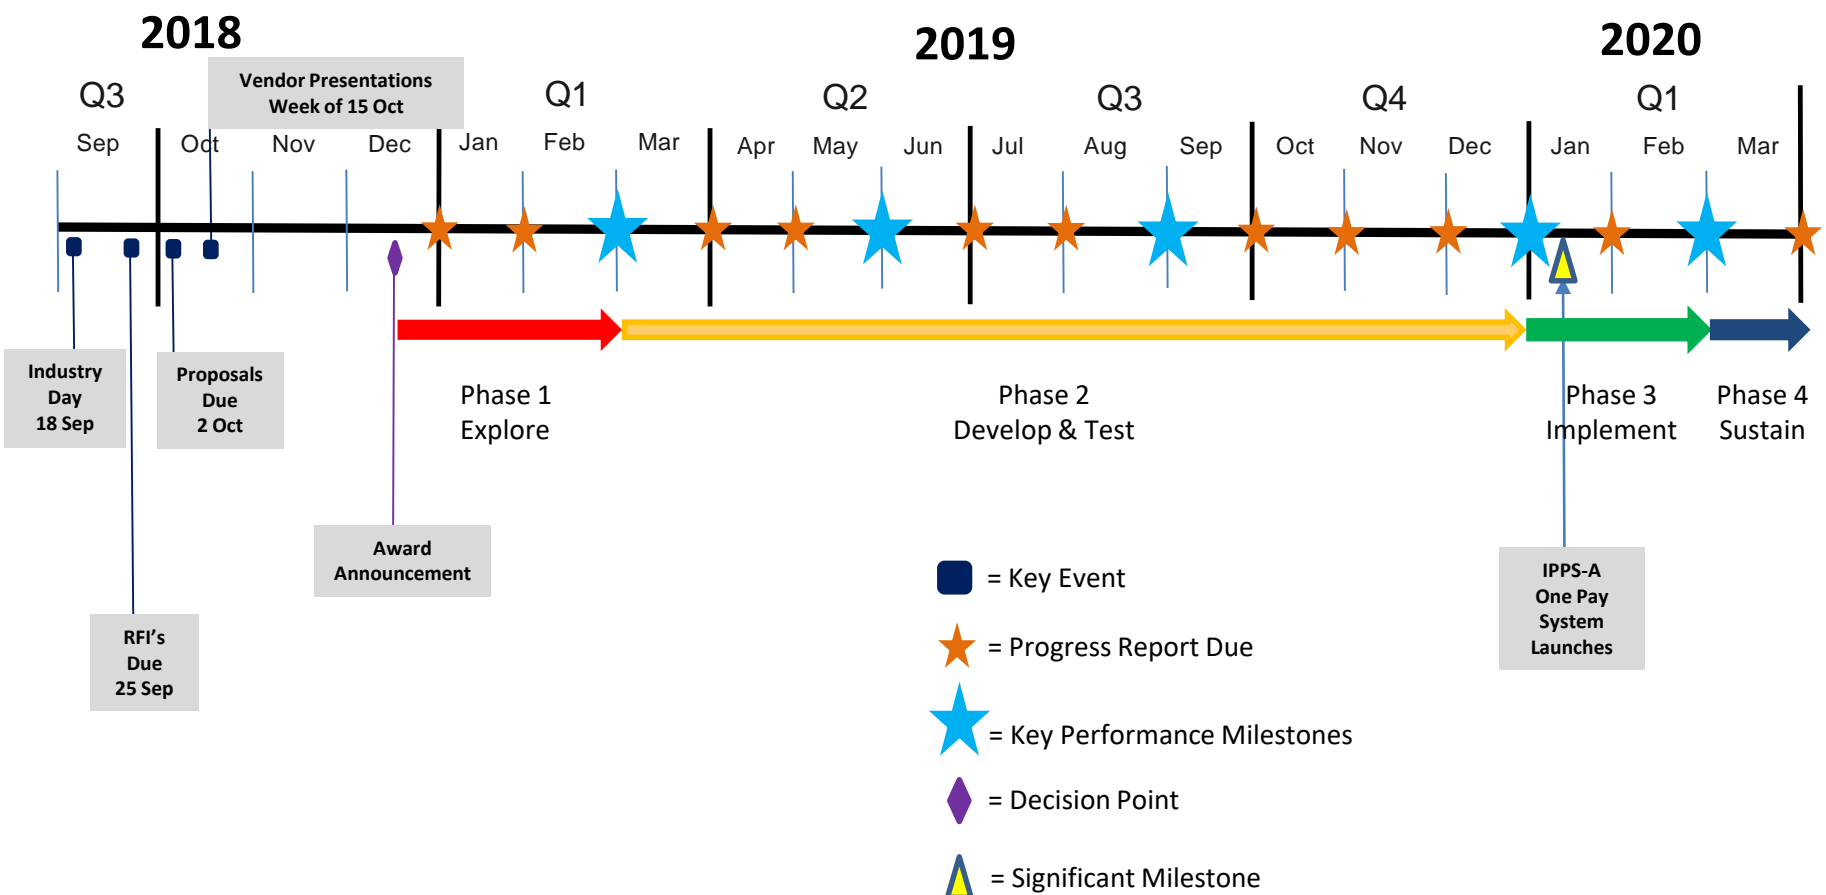 2018
2019
2020
Vendor Presentations
Week of 15 Oct
Q3
Q1
Q2
Q3
Q4
Q1
Sep
Oct
Nov
Dec
Jan
Feb
Mar
Apr
May
Jun
Jul
Aug
Sep
Oct
Nov
Dec
Jan
Feb
Mar
Industry
Day
18 Sep
Proposals
Due
2 Oct
Phase 1
Explore
Phase 2
Develop & Test
Phase 3
Implement
Phase 4
Sustain
Award
Announcement
RFI's
Due
25 Sep
IPPS-A
One Pay
System
Launches
= Key Event
= Progress Report Due
= Key Performance Milestones
= Decision Point
= Significant Milestone